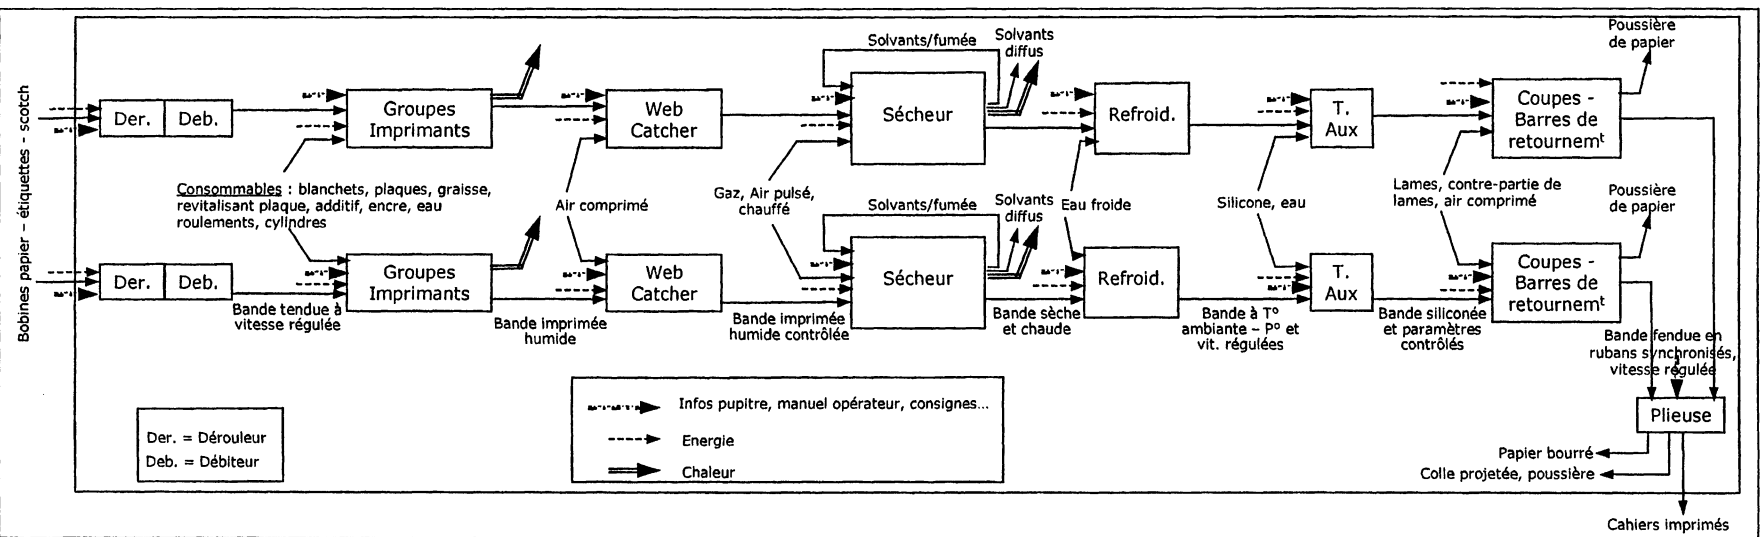 Bobines papier – étiquettes - scotch
Der.
Deb.
Groupes
Imprimants
Web
Catcher
Solvants/fumée
Solvants
diffus
Sécheur
Refroid.
T.
Aux
Coupes -
Barres de
retournemᵗ
Poussière
de papier
Consommables : blanchets, plaques, graisse,
revitalisant plaque, additif, encre, eau
roulements, cylindres
Air comprimé
Gaz, Air pulsé,
chauffé
Eau froide
Silicone, eau
Lames, contre-partie de
lames, air comprimé
Der.
Deb.
Bande tendue à
vitesse régulée
Groupes
Imprimants
Bande imprimée
humide
Web
Catcher
Bande imprimée
humide contrôlée
Solvants/fumée
Solvants
diffus
Sécheur
Bande sèche
et chaude
Refroid.
Bande à T°
ambiante – P° et
vit. régulées
T.
Aux
Bande siliconée
et paramètres
contrôlés
Coupes -
Barres de
retournemᵗ
Poussière
de papier
Bande fendue en
rubans synchronisés,
vitesse régulée
Plieuse
Papier bourré
Colle projetée, poussière
Cahiers imprimés
Der. = Dérouleur
Deb. = Débiteur
Infos pupitre, manuel opérateur, consignes...
Energie
Chaleur